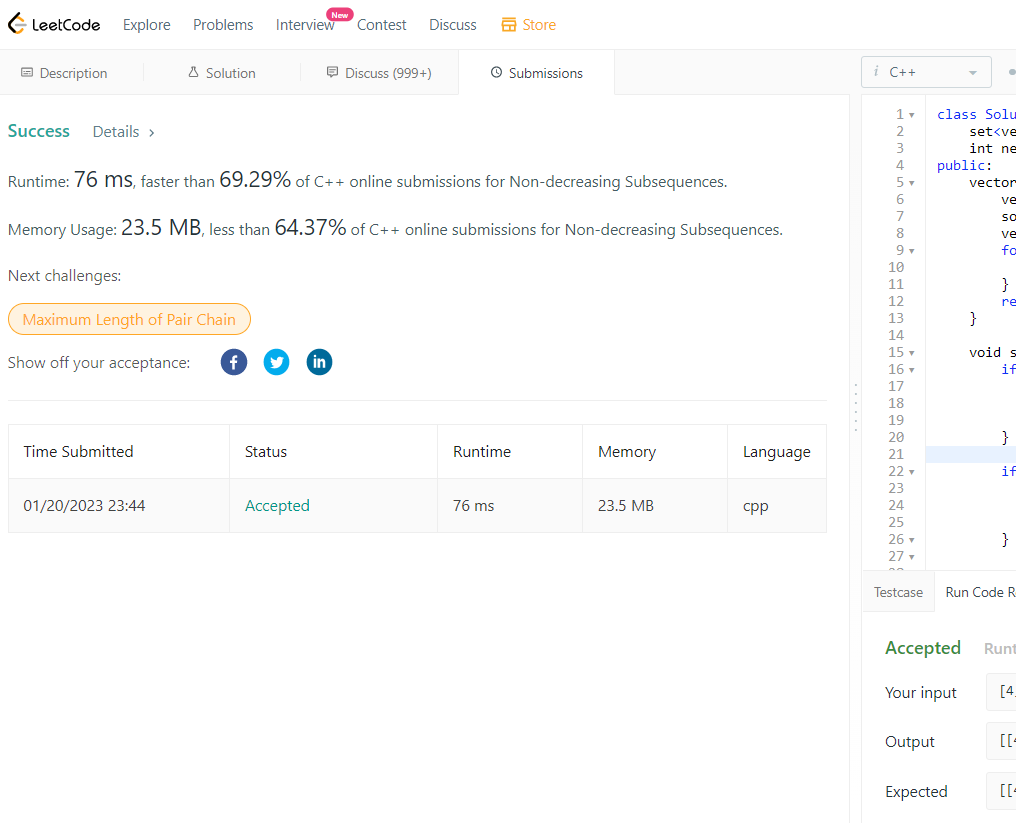 LeetCode Explore Problems Interview New Contest Discuss Store
Description Solution Discuss (999+) Submissions
i C++
Success Details >
Runtime: 76 ms, faster than 69.29% of C++ online submissions for Non-decreasing Subsequences.
Memory Usage: 23.5 MB, less than 64.37% of C++ online submissions for Non-decreasing Subsequences.
Next challenges:
Maximum Length of Pair Chain
Show off your acceptance:
Time Submitted Status Runtime Memory Language
01/20/2023 23:44 Accepted 76 ms 23.5 MB cpp
1 class Solu
2 set<ve
3 int ne
4 public:
5 vector
6 ve
7 so
8 ve
9 fo
10
11 }
12 re
13 }
14
15 void s
16 if
17
18
19
20 }
21
22 if
23
24
25
26 }
27
Testcase Run Code R
Accepted Runt
Your input [4,
Output [[4
Expected [[4